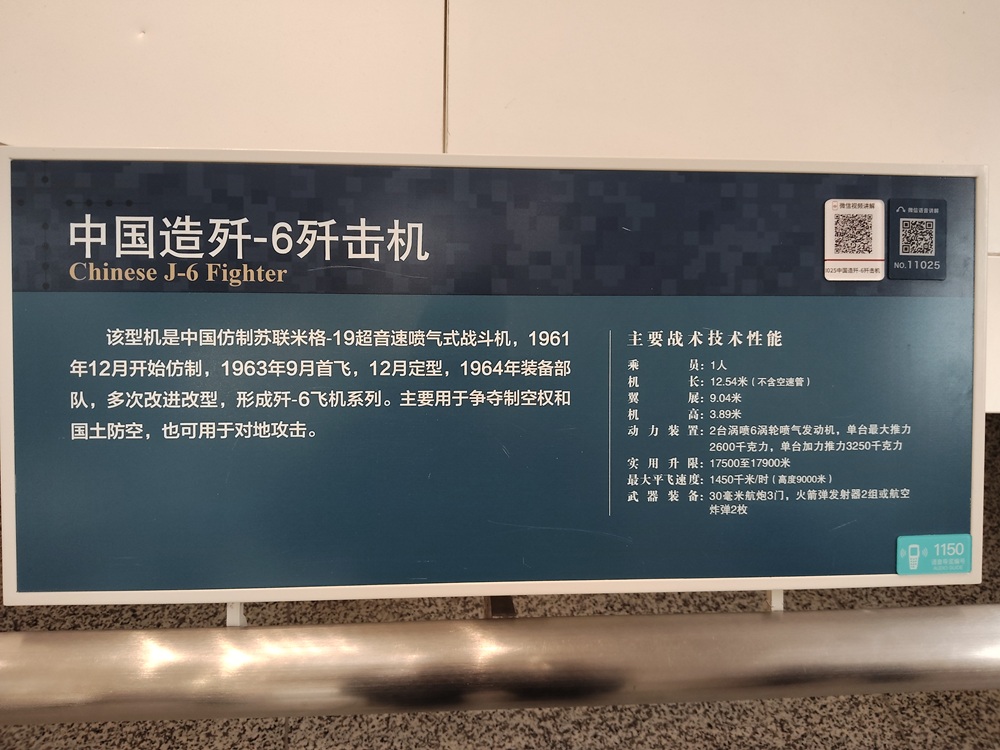 中国造歼-6歼击机
Chinese J-6 Fighter
微信视频讲解
025中国造歼-6歼击机
微信语音讲解
NO.11025
该型机是中国仿制苏联米格-19超音速喷气式战斗机，1961
年12月开始仿制，1963年9月首飞，12月定型，1964年装备部
队，多次改进改型，形成歼-6飞机系列。主要用于争夺制空权和
国土防空，也可用于对地攻击。
主要战术技术性能
乘员：1人
机长：12.54米（不含空速管）
翼展：9.04米
机高：3.89米
动力装置：2台涡喷6涡轮喷气发动机，单台最大推力
2600千克力，单台加力推力3250千克力
实用升限：17500至17900米
最大平飞速度：1450千米/时（高度9000米）
武器装备：30毫米航炮3门，火箭弹发射器2组或航空
炸弹2枚
1150